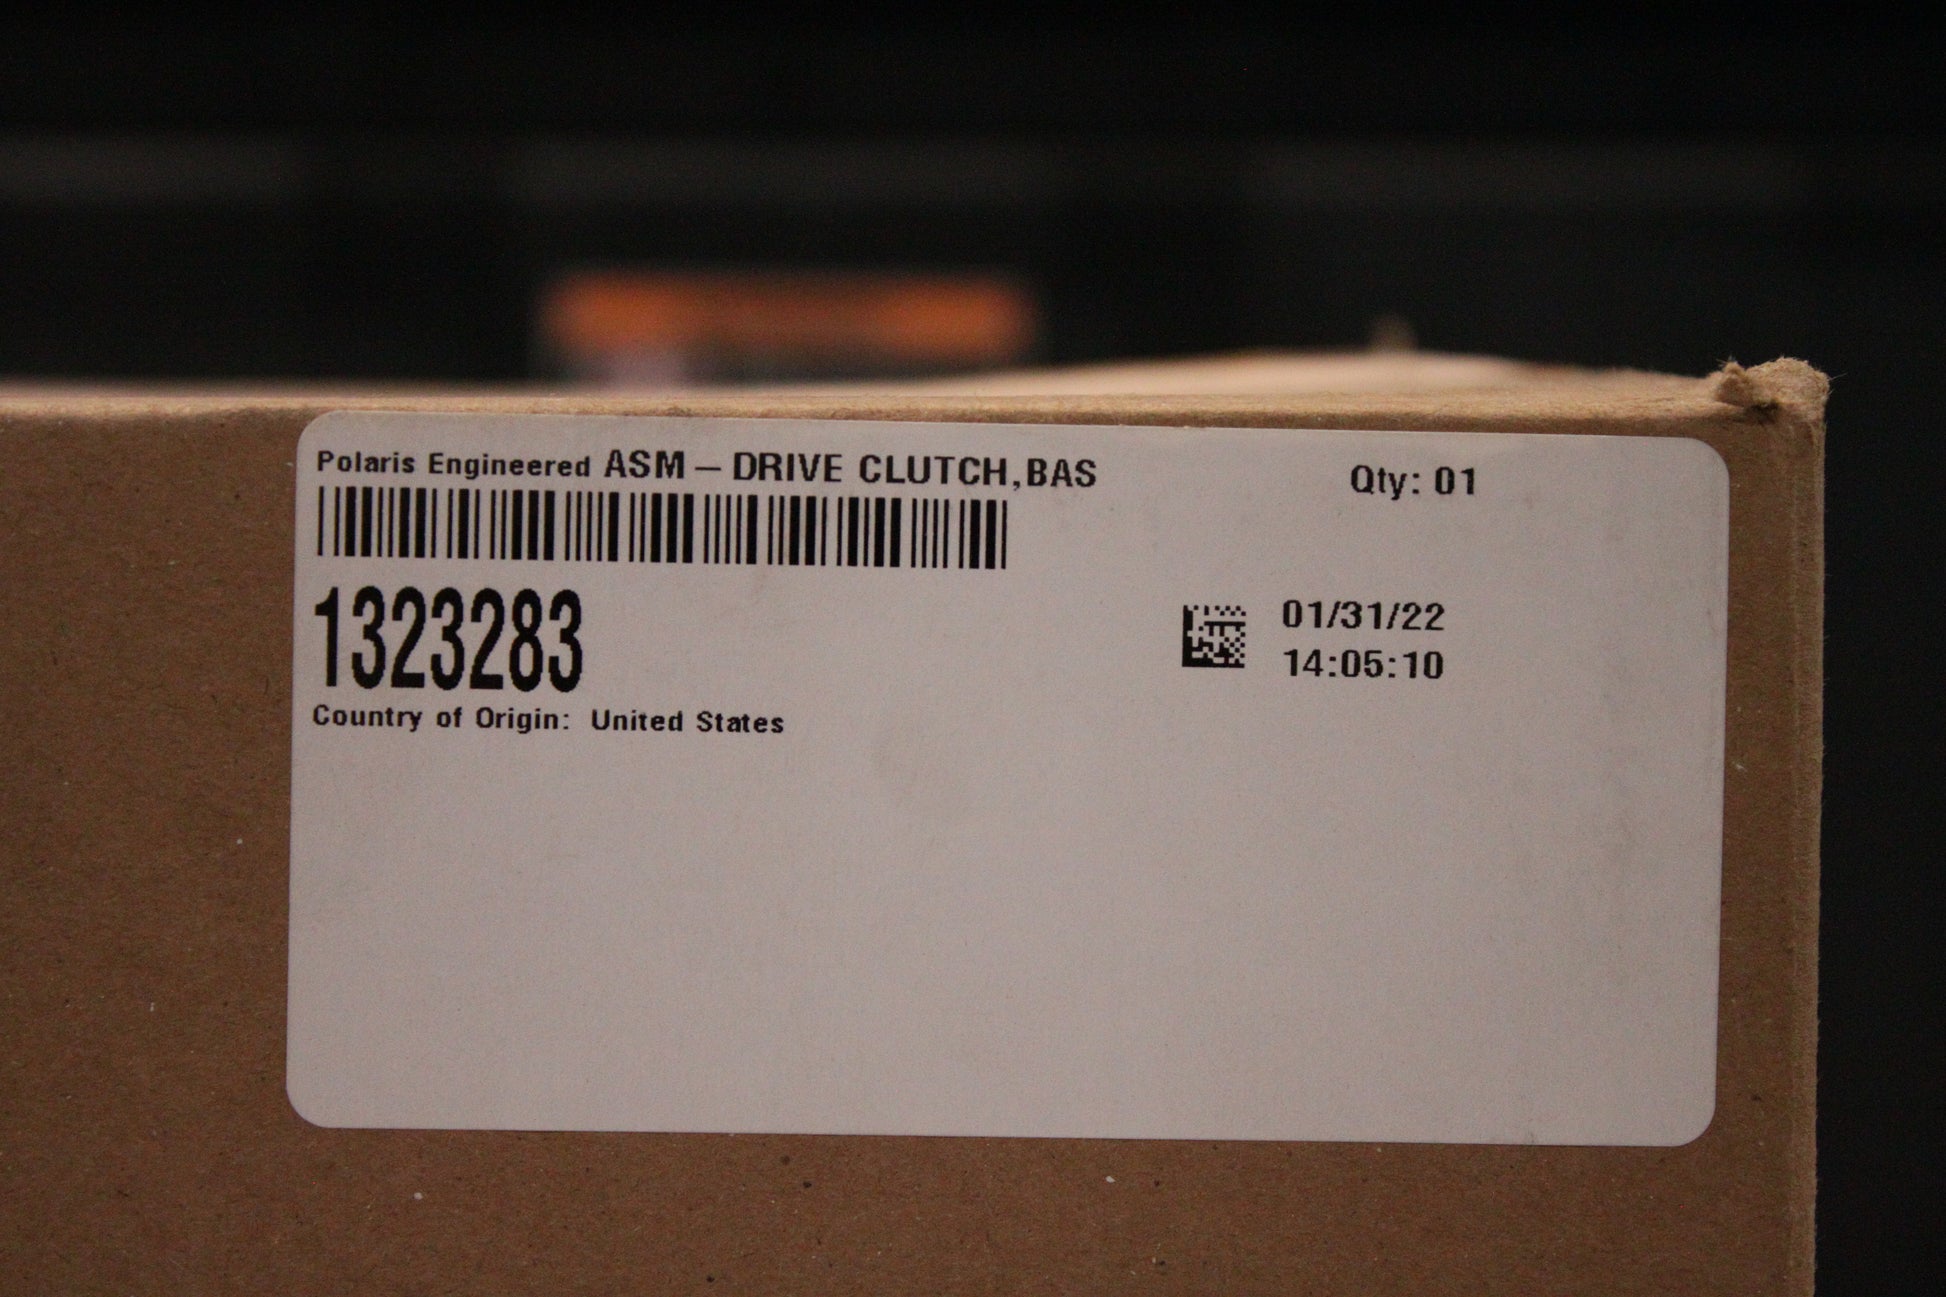 Polaris Engineered ASM – DRIVE CLUTCH,BAS
Qty: 01
1323283
01/31/22
14:05:10
Country of Origin: United States